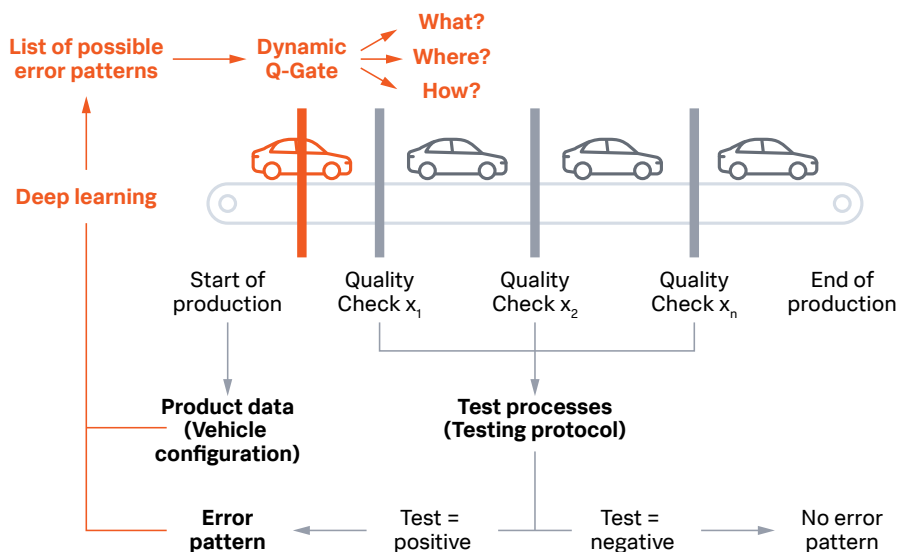 What?
List of possible
error patterns
Dynamic
Q-Gate
Where?
How?
Deep learning
Start of
production
Quality
Check x₁
Quality
Check x₂
Quality
Check xₙ
End of
production
Product data
(Vehicle
configuration)
Test processes
(Testing protocol)
Error
pattern
Test =
positive
Test =
negative
No error
pattern